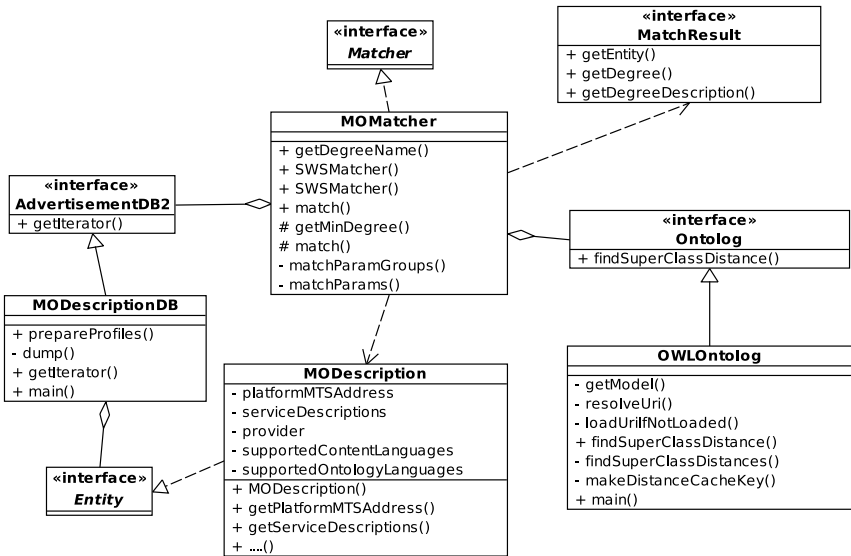 «interface»
Matcher
«interface»
MatchResult
+ getEntity()
+ getDegree()
+ getDegreeDescription()
MOMatcher
+ getDegreeName()
+ SWSMatcher()
+ SWSMatcher()
+ match()
# getMinDegree()
# match()
- matchParamGroups()
- matchParams()
«interface»
AdvertisementDB2
+ getIterator()
«interface»
Ontolog
+ findSuperClassDistance()
MODescriptionDB
+ prepareProfiles()
- dump()
+ getIterator()
+ main()
MODescription
- platformMTSAddress
- serviceDescriptions
- provider
- supportedContentLanguages
- supportedOntologyLanguages
+ MODescription()
+ getPlatformMTSAddress()
+ getServiceDescriptions()
+ ....()
OWLOntolog
- getModel()
- resolveUri()
- loadUriIfNotLoaded()
+ findSuperClassDistance()
- findSuperClassDistances()
- makeDistanceCacheKey()
+ main()
«interface»
Entity